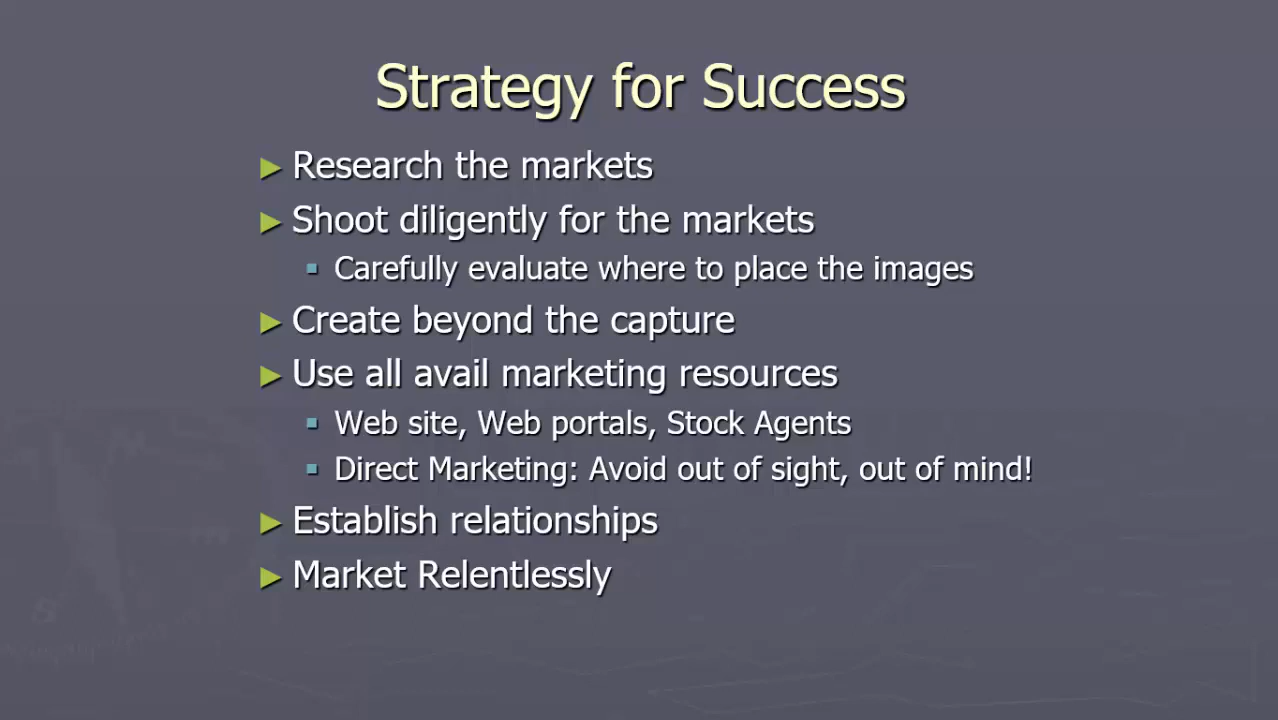 Strategy for Success
Research the markets
Shoot diligently for the markets
Carefully evaluate where to place the images
Create beyond the capture
Use all avail marketing resources
Web site, Web portals, Stock Agents
Direct Marketing: Avoid out of sight, out of mind!
Establish relationships
Market Relentlessly